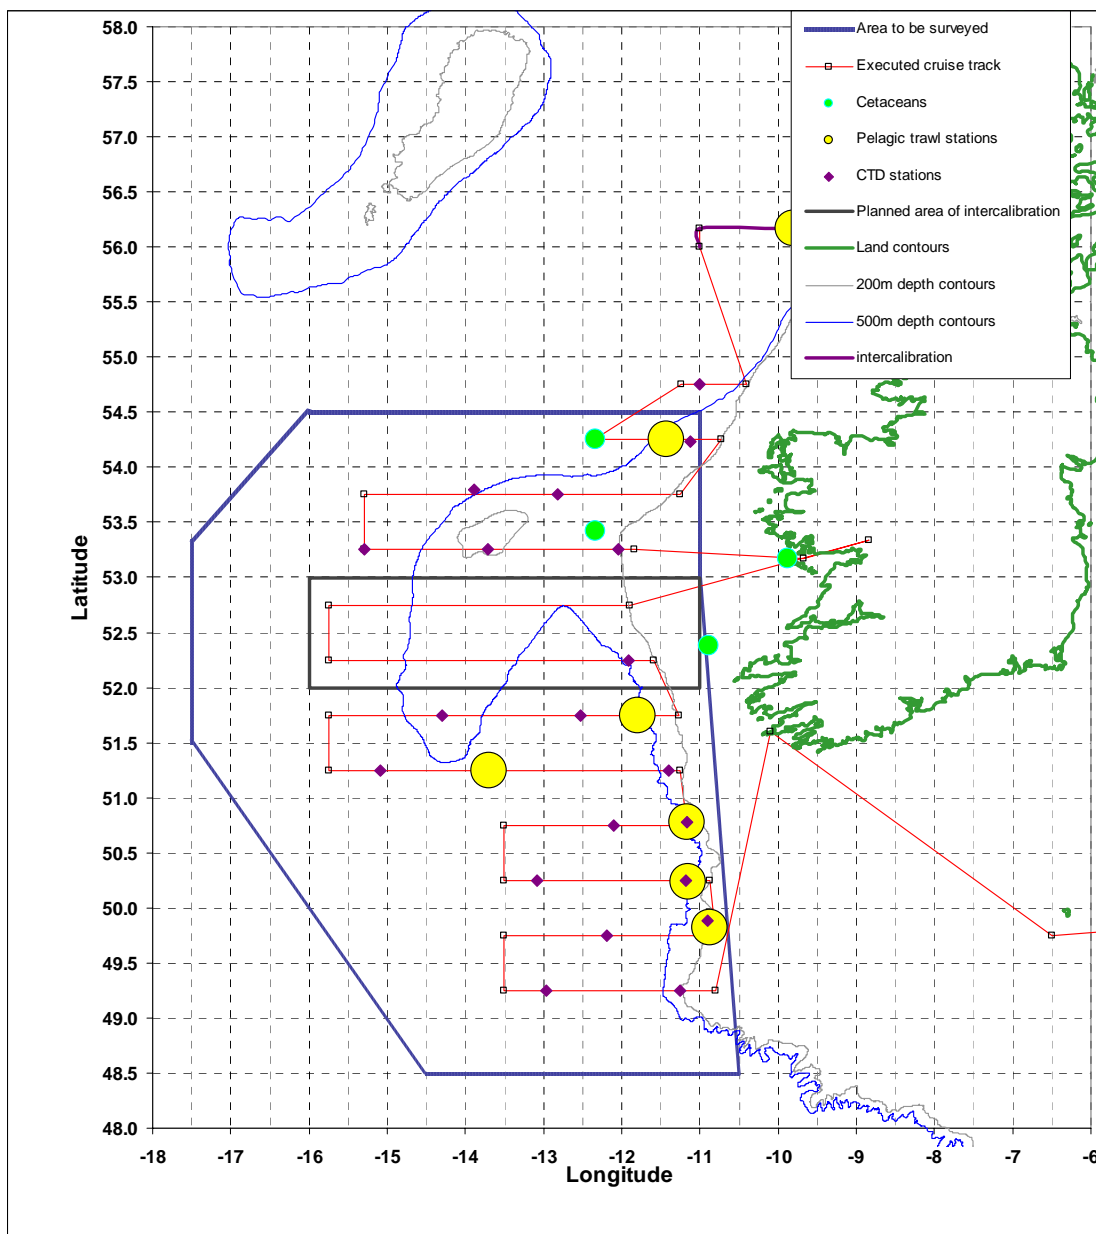 Area to be surveyed
Executed cruise track
Cetaceans
Pelagic trawl stations
CTD stations
Planned area of intercalibration
Land contours
200m depth contours
500m depth contours
intercalibration
58.0
57.5
57.0
56.5
56.0
55.5
55.0
54.5
54.0
53.5
53.0
52.5
52.0
51.5
51.0
50.5
50.0
49.5
49.0
48.5
48.0
Latitude
-18 -17 -16 -15 -14 -13 -12 -11 -10 -9 -8 -7 -6
Longitude